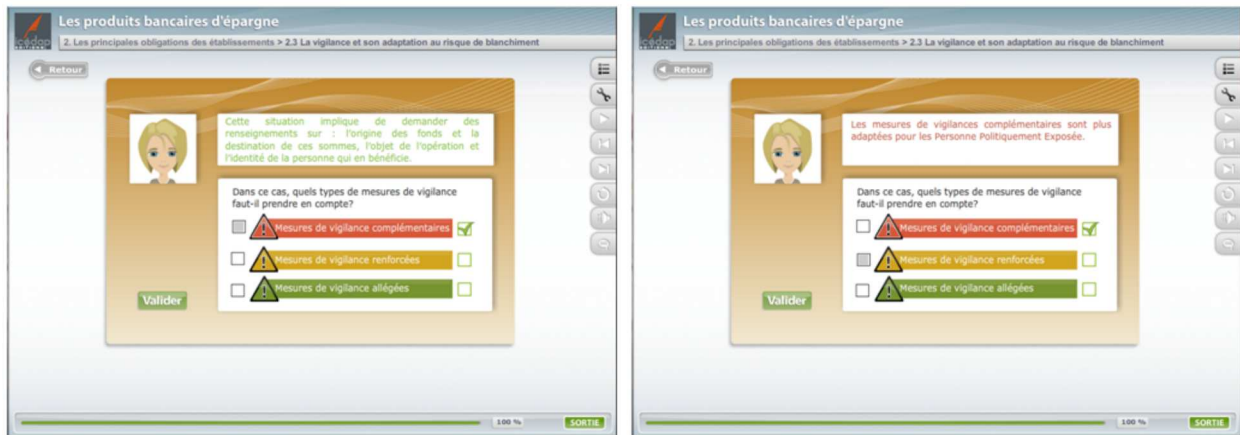 Les produits bancaires d'épargne
2. Les principales obligations des établissements > 2.3 La vigilance et son adaptation au risque de blanchiment
Retour
Cette situation implique de demander des
renseignements sur : l'origine des fonds et la
destination de ces sommes, l'objet de l'opération et
l'identité de la personne qui en bénéficie.
Dans ce cas, quels types de mesures de vigilance
faut-il prendre en compte?
Mesures de vigilance complémentaires
Mesures de vigilance renforcées
Mesures de vigilance allégées
Valider
100 %
SORTIE
Les produits bancaires d'épargne
2. Les principales obligations des établissements > 2.3 La vigilance et son adaptation au risque de blanchiment
Retour
Les mesures de vigilances complémentaires sont plus
adaptées pour les Personne Politiquement Exposée.
Dans ce cas, quels types de mesures de vigilance
faut-il prendre en compte?
Mesures de vigilance complémentaires
Mesures de vigilance renforcées
Mesures de vigilance allégées
Valider
100 %
SORTIE